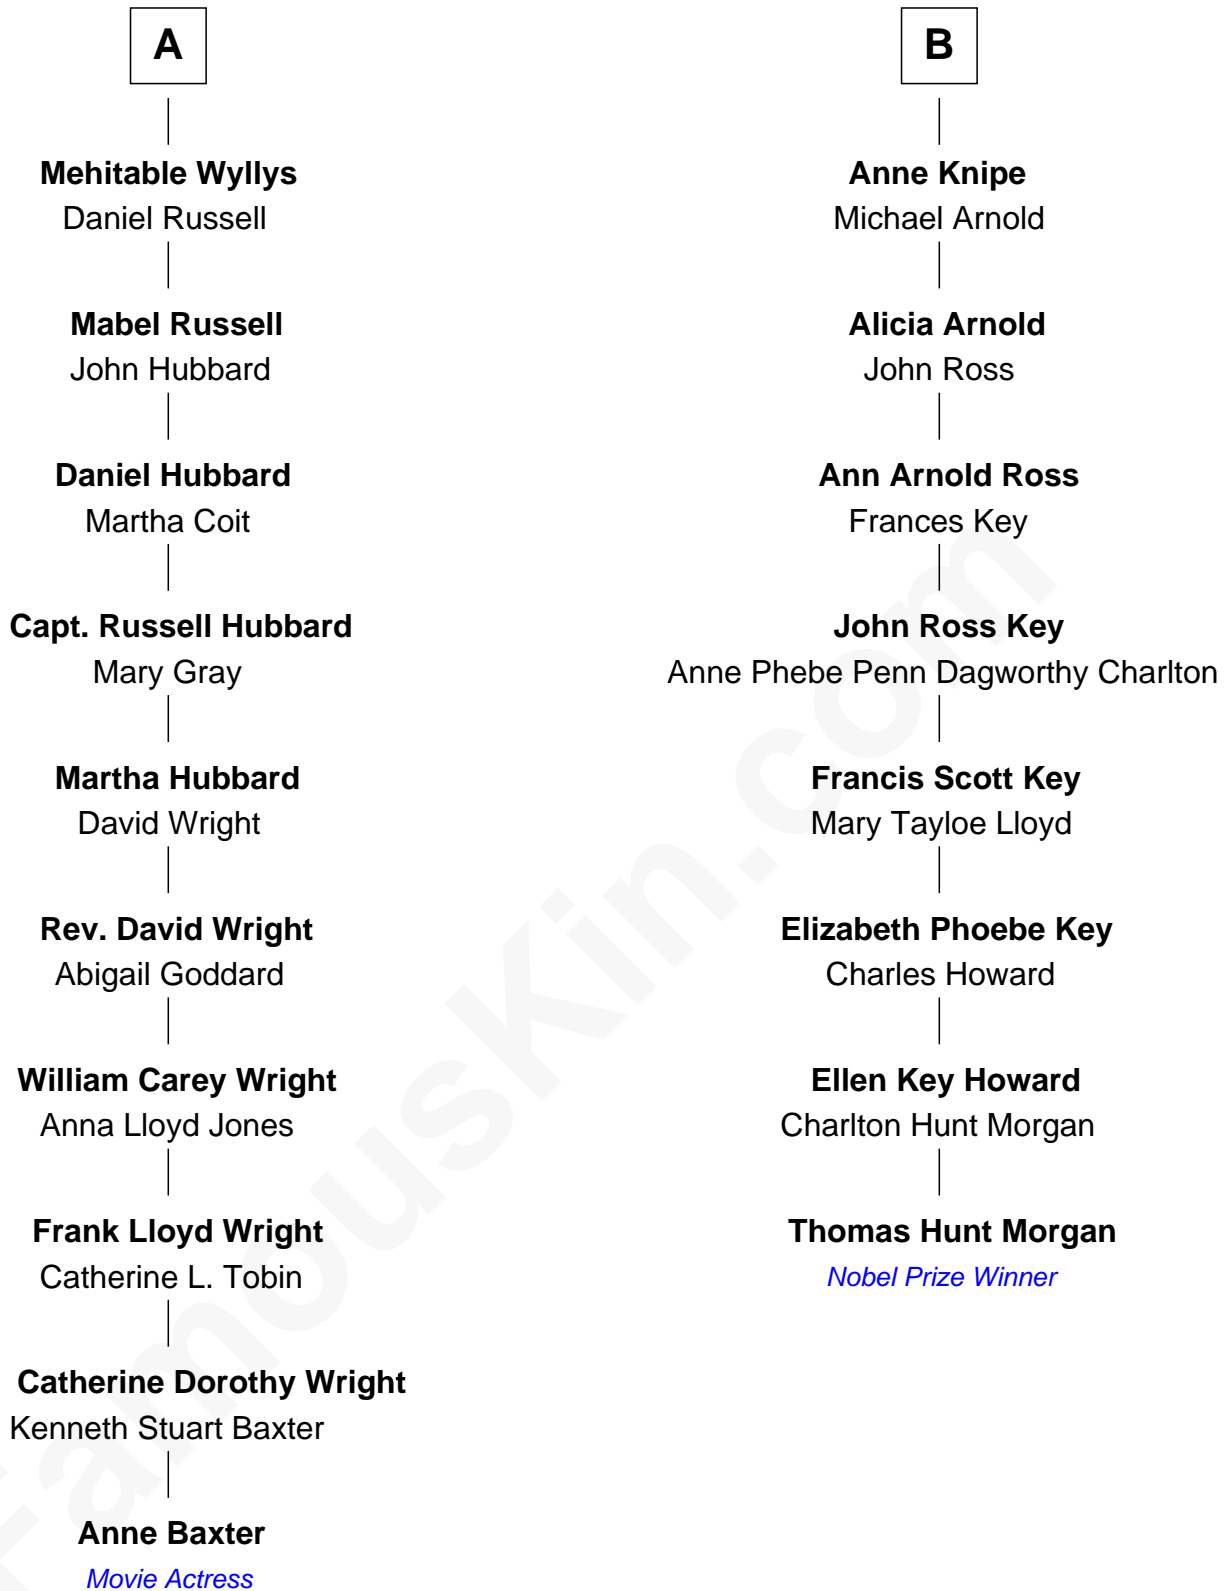 A
Mehitable Wyllys
Daniel Russell
Mabel Russell
John Hubbard
Daniel Hubbard
Martha Coit
Capt. Russell Hubbard
Mary Gray
Martha Hubbard
David Wright
Rev. David Wright
Abigail Goddard
William Carey Wright
Anna Lloyd Jones
Frank Lloyd Wright
Catherine L. Tobin
Catherine Dorothy Wright
Kenneth Stuart Baxter
Anne Baxter
Movie Actress
B
Anne Knipe
Michael Arnold
Alicia Arnold
John Ross
Ann Arnold Ross
Frances Key
John Ross Key
Anne Phebe Penn Dagworthy Charlton
Francis Scott Key
Mary Tayloe Lloyd
Elizabeth Phoebe Key
Charles Howard
Ellen Key Howard
Charlton Hunt Morgan
Thomas Hunt Morgan
Nobel Prize Winner
FamousKin.com